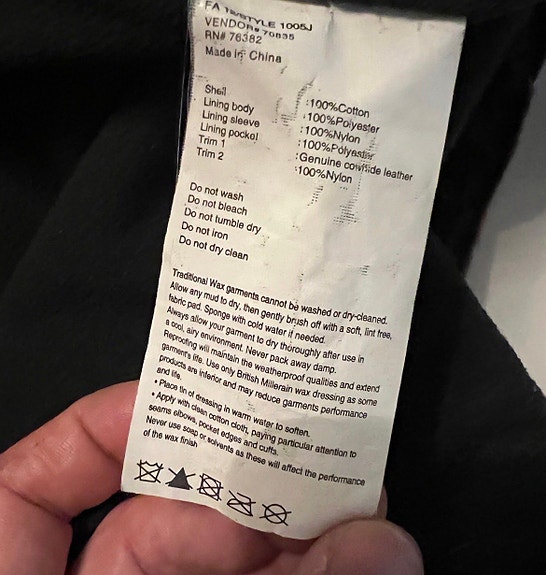 FA STYLE 1005J
VENDOR# 70835
RN# 76382
Made in China
Shell :100%Cotton
Lining body :100%Polyester
Lining sleeve :100%Nylon
Lining pocket :100%Polyester
Trim 1 :Genuine cowhide leather
Trim 2 :100%Nylon
Do not wash
Do not bleach
Do not tumble dry
Do not iron
Do not dry clean
Traditional Wax garments cannot be washed or dry-cleaned.
Allow any mud to dry, then gently brush off with a soft, lint free,
fabric pad. Sponge with cold water if needed.
Always allow your garment to dry thoroughly after use in
a cool, airy environment. Never pack away damp.
Reproofing will maintain the weatherproof qualities and extend
garment's life. Use only British Millerain wax dressing as some
products are inferior and may reduce garments performance
and life.
• Place tin of dressing in warm water to soften.
• Apply with clean cotton cloth, paying particular attention to
seams elbows, pocket edges and cuffs.
Never use soap or solvents as these will affect the performance
of the wax finish